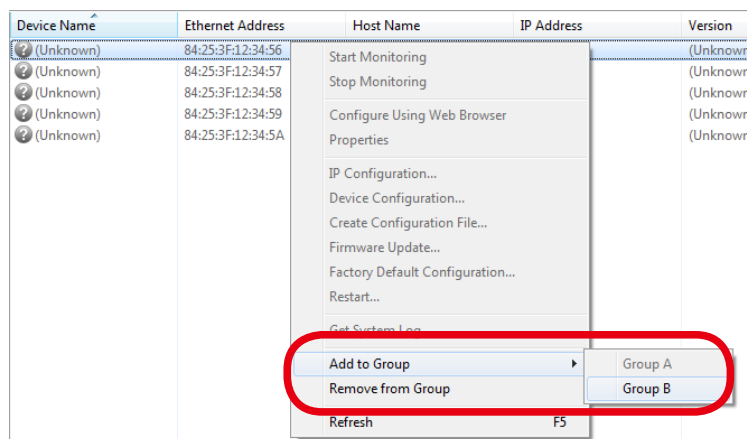 Device Name Ethernet Address Host Name IP Address Version
(Unknown) 84:25:3F:12:34:56 (Unknown
(Unknown) 84:25:3F:12:34:57 (Unknown
(Unknown) 84:25:3F:12:34:58 (Unknown
(Unknown) 84:25:3F:12:34:59 (Unknown
(Unknown) 84:25:3F:12:34:5A (Unknown
Start Monitoring
Stop Monitoring
Configure Using Web Browser
Properties
IP Configuration...
Device Configuration...
Create Configuration File...
Firmware Update...
Factory Default Configuration...
Restart...
Get System Log
Add to Group
Group A
Remove from Group
Group B
Refresh F5